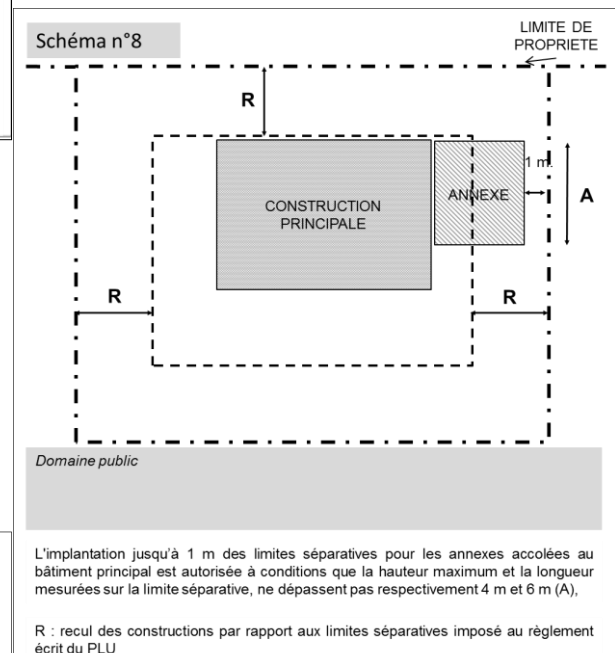 Schéma n°8
LIMITE DE
PROPRIETE
R
1 m.
CONSTRUCTION
PRINCIPALE
ANNEXE
A
R
R
Domaine public
L'implantation jusqu'à 1 m des limites séparatives pour les annexes accolées au
bâtiment principal est autorisée à conditions que la hauteur maximum et la longueur
mesurées sur la limite séparative, ne dépassent pas respectivement 4 m et 6 m (A),
R : recul des constructions par rapport aux limites séparatives imposé au règlement
écrit du PLU